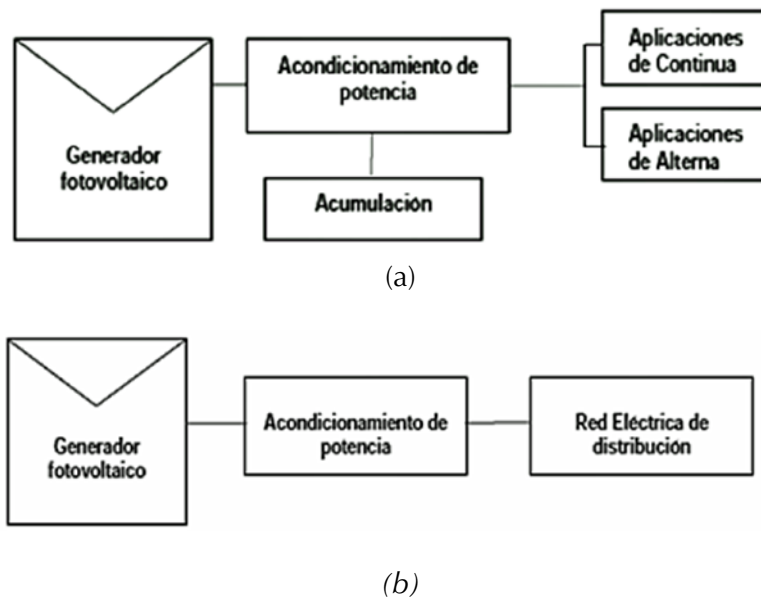 Acondicionamiento de
potencia
Aplicaciones
de Continua
Aplicaciones
de Alterna
Generador
fotovoltaico
Acumulación
(a)
Generador
fotovoltaico
Acondicionamiento de
potencia
Red Eléctrica de
distribución
(b)